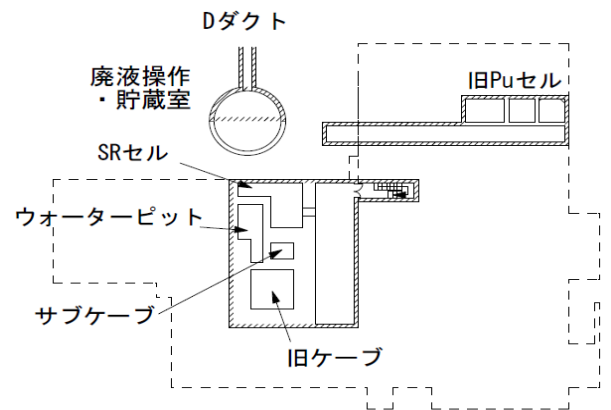 Dダクト
廃液操作
・貯蔵室
旧Puセル
SRセル
ウォーターピット
サブケーブ
旧ケーブ